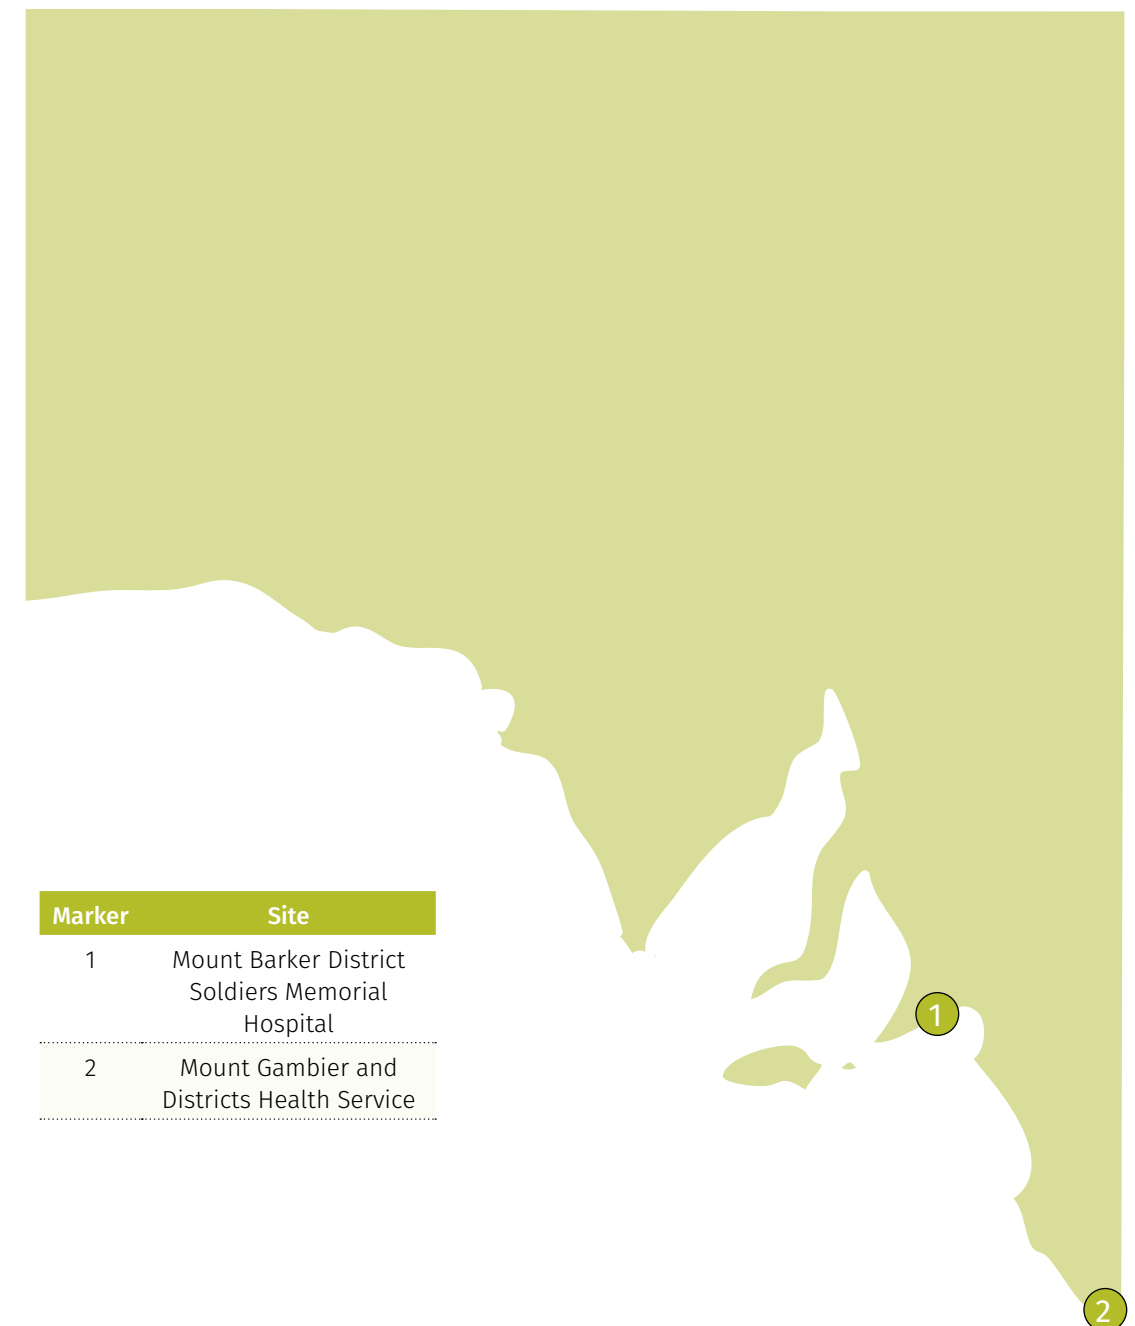 Marker Site
1 Mount Barker District
Soldiers Memorial
Hospital
2 Mount Gambier and
Districts Health Service
1
2